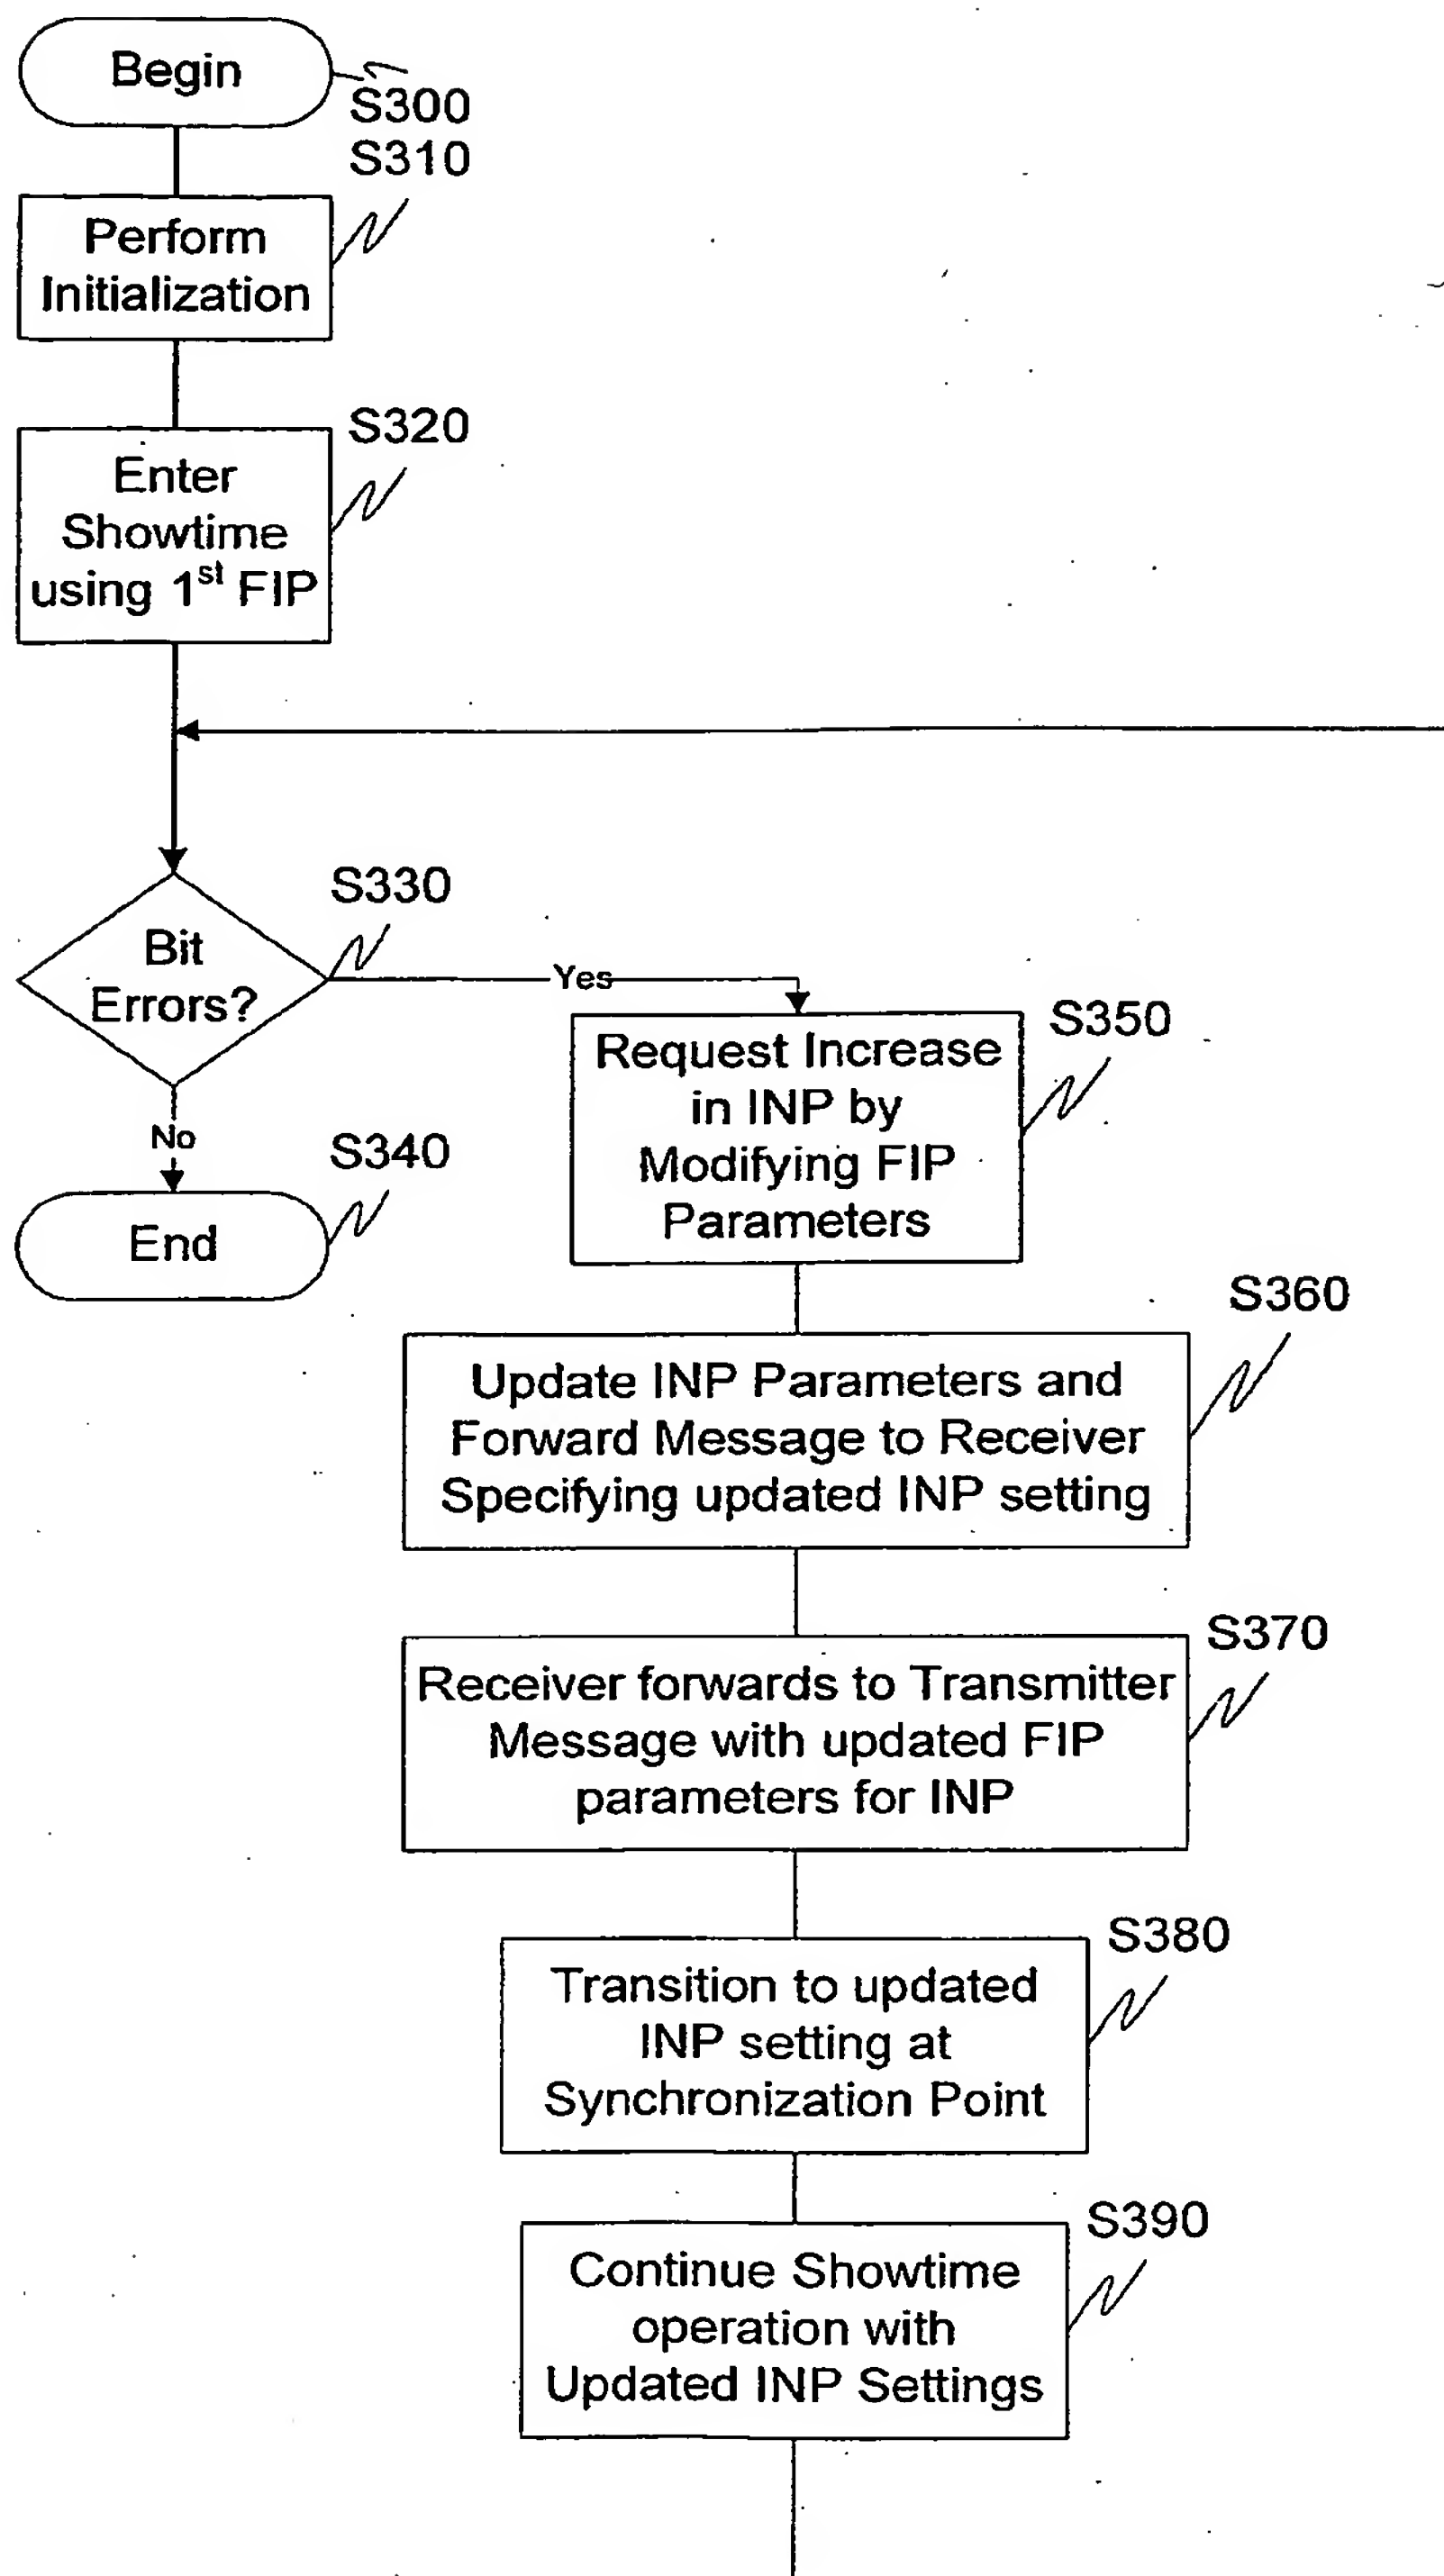 Begin
S300
S310
Perform
Initialization
S320
Enter
Showtime
using 1st FIP
S330
Bit
Errors?
Yes
No
S340
End
S350
Request Increase
in INP by
Modifying FIP
Parameters
S360
Update INP Parameters and
Forward Message to Receiver
Specifying updated INP setting
S370
Receiver forwards to Transmitter
Message with updated FIP
parameters for INP
S380
Transition to updated
INP setting at
Synchronization Point
S390
Continue Showtime
operation with
Updated INP Settings